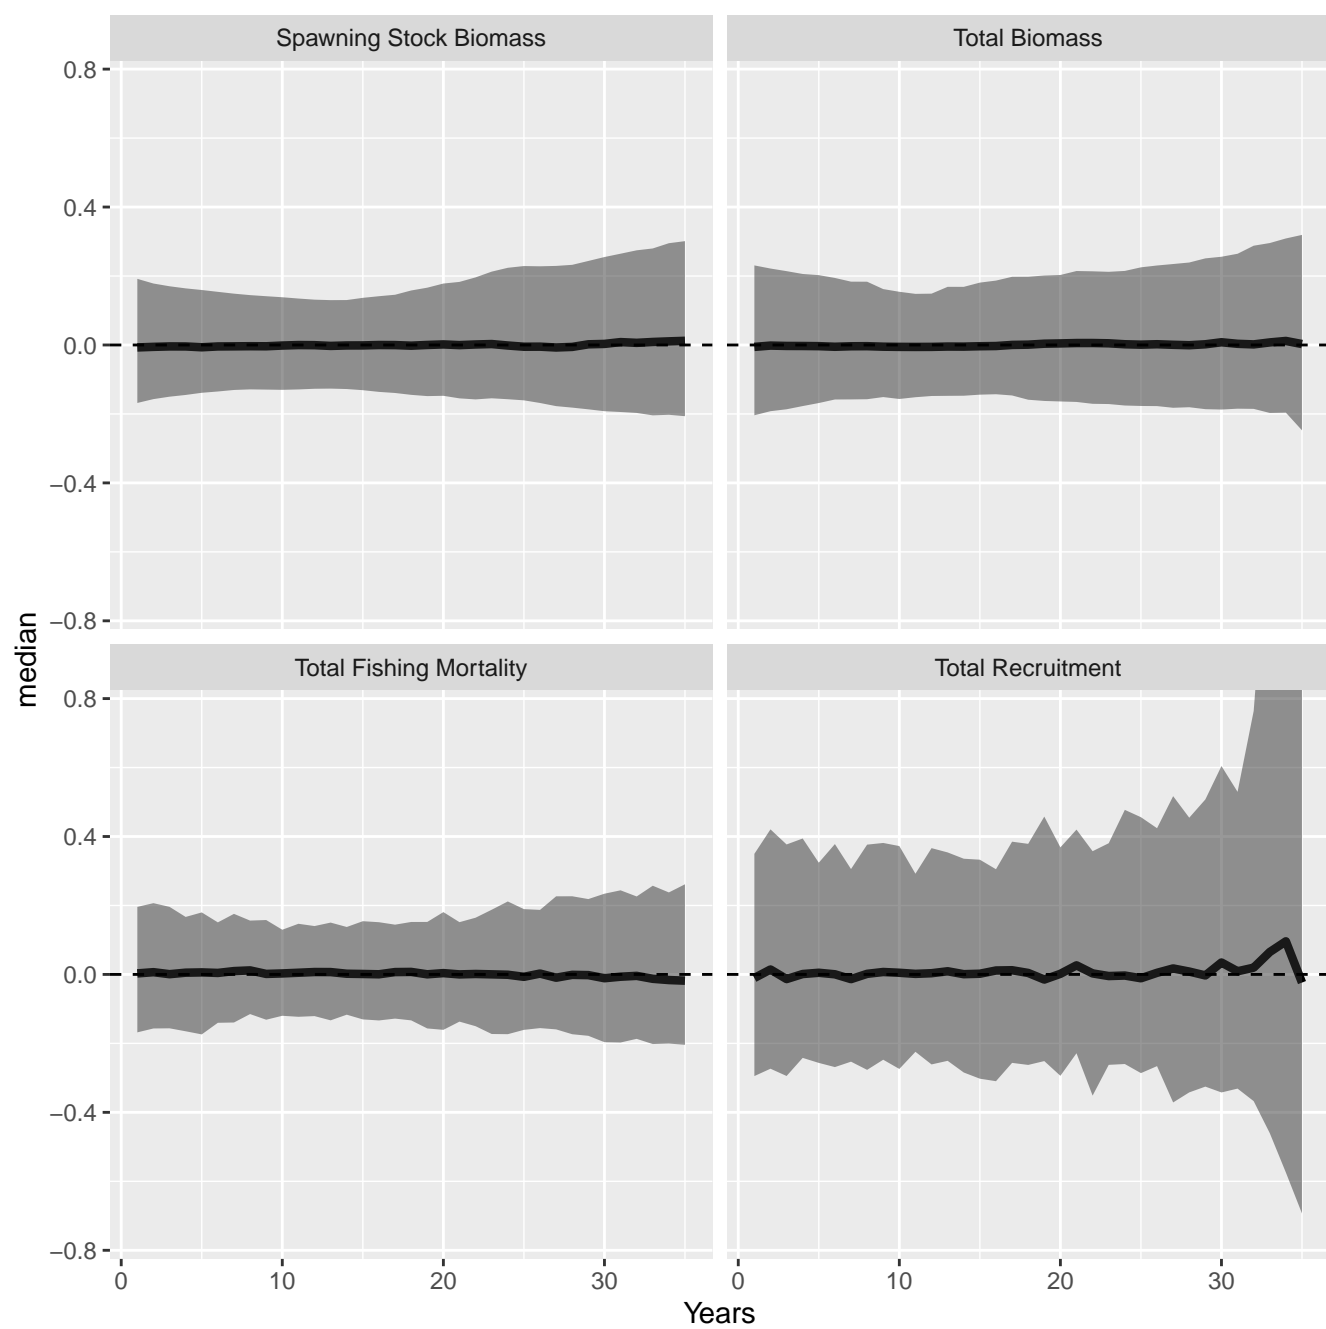 Spawning Stock Biomass
Total Biomass
0.8
0.4
0.0
−0.4
−0.8
median
Total Fishing Mortality
Total Recruitment
0.8
0.4
0.0
−0.4
−0.8
0 10 20 30
0 10 20 30
Years